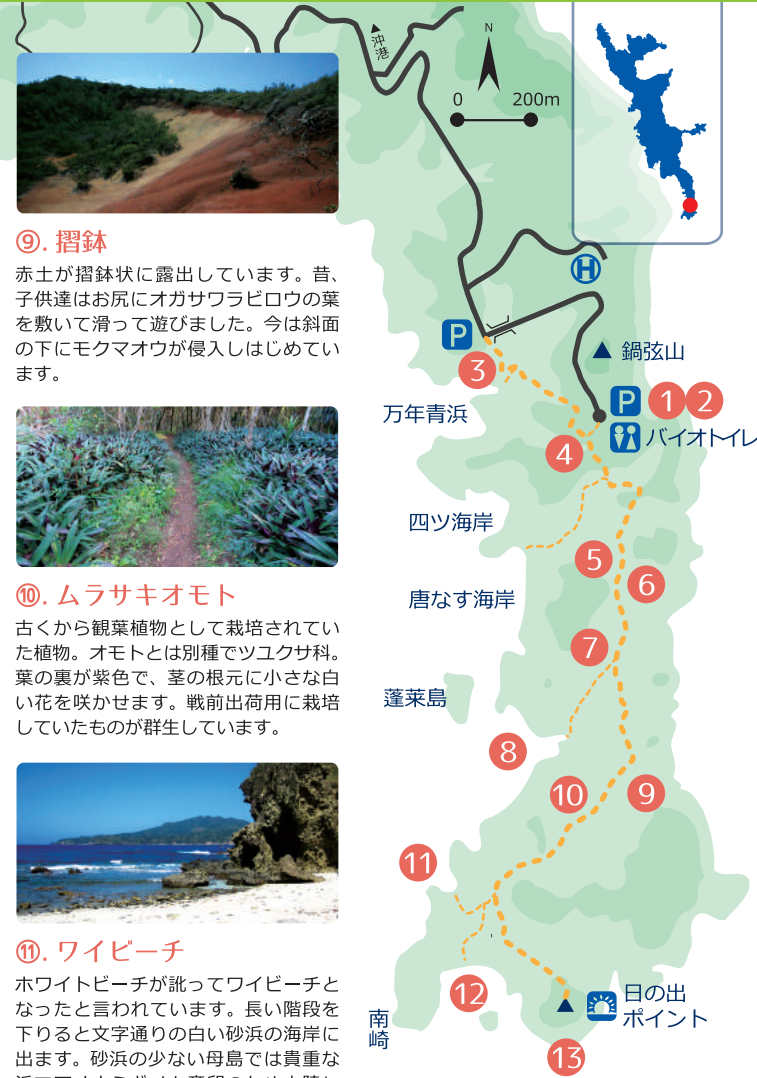 ▲沖港
N
0 200m
⑨. 摺鉢
赤土が摺鉢状に露出しています。昔、
子供達はお尻にオガサワラビロウの葉
を敷いて滑って遊びました。今は斜面
の下にモクマオウが侵入しはじめてい
ます。
⑩. ムラサキオモト
古くから観葉植物として栽培されてい
た植物。オモトとは別種でツユクサ科。
葉の裏が紫色で、茎の根元に小さな白
い花を咲かせます。戦前出荷用に栽培
していたものが群生しています。
⑪. ワイビーチ
ホワイトビーチが訛ってワイビーチと
なったと言われています。長い階段を
下りると文字通りの白い砂浜の海岸に
出ます。砂浜の少ない母島では貴重な
H
P
3
▲鍋弦山
P 1 2
バイオトイレ
万年青浜
4
四ツ海岸
5
6
唐なす海岸
7
蓬莱島
8
10
9
11
12
南崎
日の出
ポイント
13